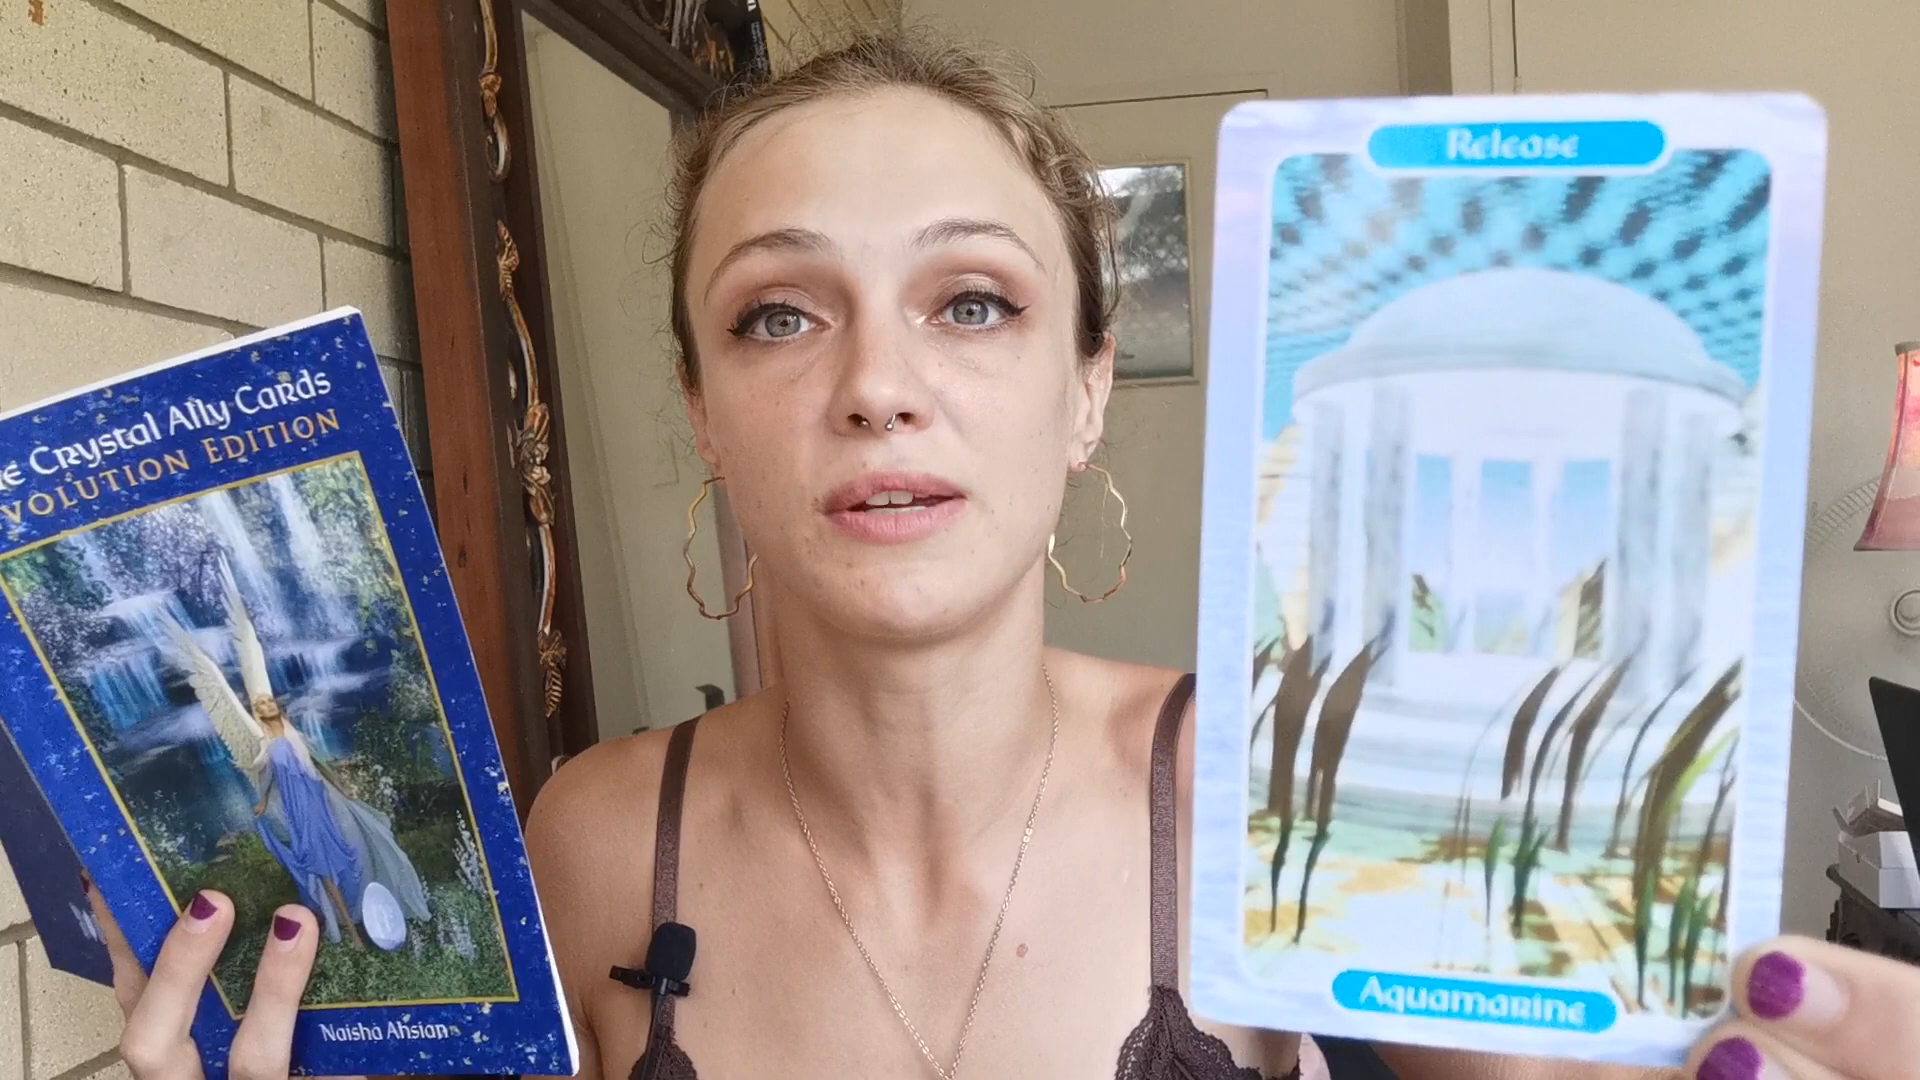 e Crystal Ally Cards
volution Edition
Naisha Ahsian
Release
Aquamarine